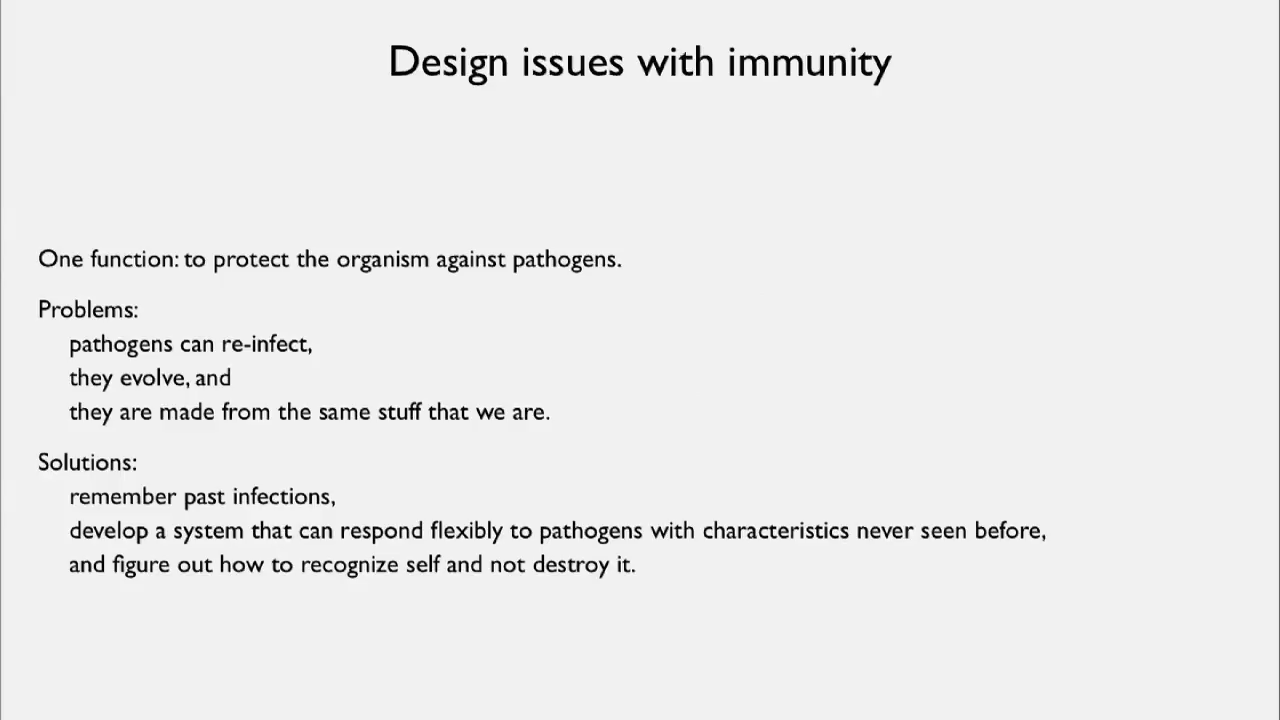 Design issues with immunity
One function: to protect the organism against pathogens.
Problems:
pathogens can re-infect,
they evolve, and
they are made from the same stuff that we are.
Solutions:
remember past infections,
develop a system that can respond flexibly to pathogens with characteristics never seen before,
and figure out how to recognize self and not destroy it.